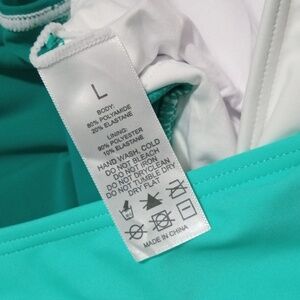 L
BODY:
80% POLYAMIDE
20% ELASTANE
LINING:
90% POLYESTER
10% ELASTANE
HAND WASH, COLD
DO NOT BLEACH
DO NOT IRON
DO NOT DRYCLEAN
DO NOT TUMBLE DRY
DRY FLAT
MADE IN CHINA